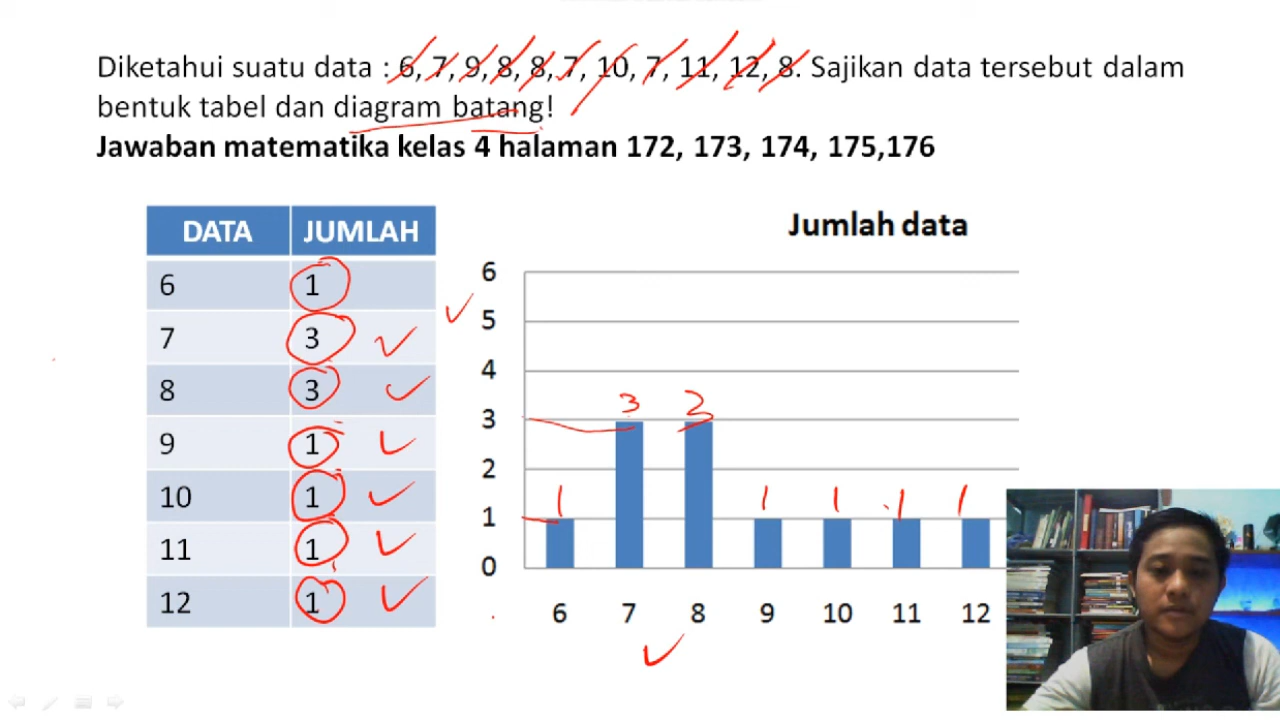 Diketahui suatu data : 6, 7, 9, 8, 8, 7, 10, 7, 11, 12, 8. Sajikan data tersebut dalam
bentuk tabel dan diagram batang!
Jawaban matematika kelas 4 halaman 172, 173, 174, 175,176
DATA JUMLAH
6 1
7 3
8 3
9 1
10 1
11 1
12 1
Jumlah data
6
5
4
3
2
1
0
1 3 3 1 1 1 1
6 7 8 9 10 11 12